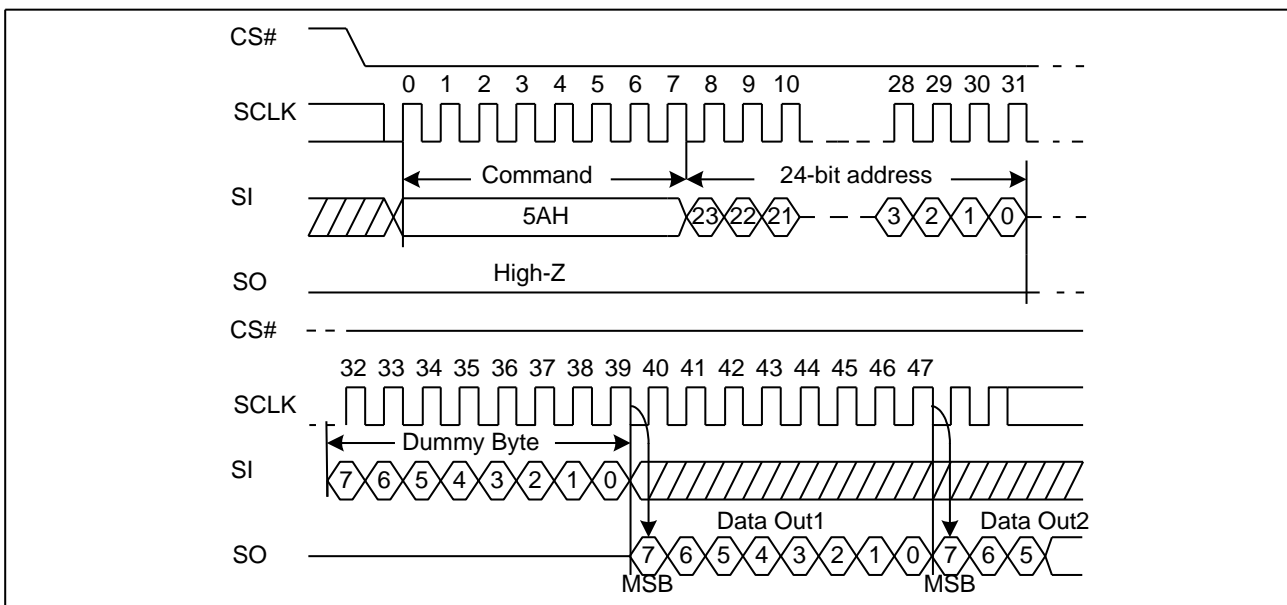 CS#
0 1 2 3 4 5 6 7 8 9 10 28 29 30 31
SCLK
Command 24-bit address
SI
5AH 23 22 21 3 2 1 0
High-Z
SO
CS#
32 33 34 35 36 37 38 39 40 41 42 43 44 45 46 47
SCLK
Dummy Byte
SI
7 6 5 4 3 2 1 0
Data Out1 Data Out2
SO
7 6 5 4 3 2 1 0 7 6 5
MSB MSB